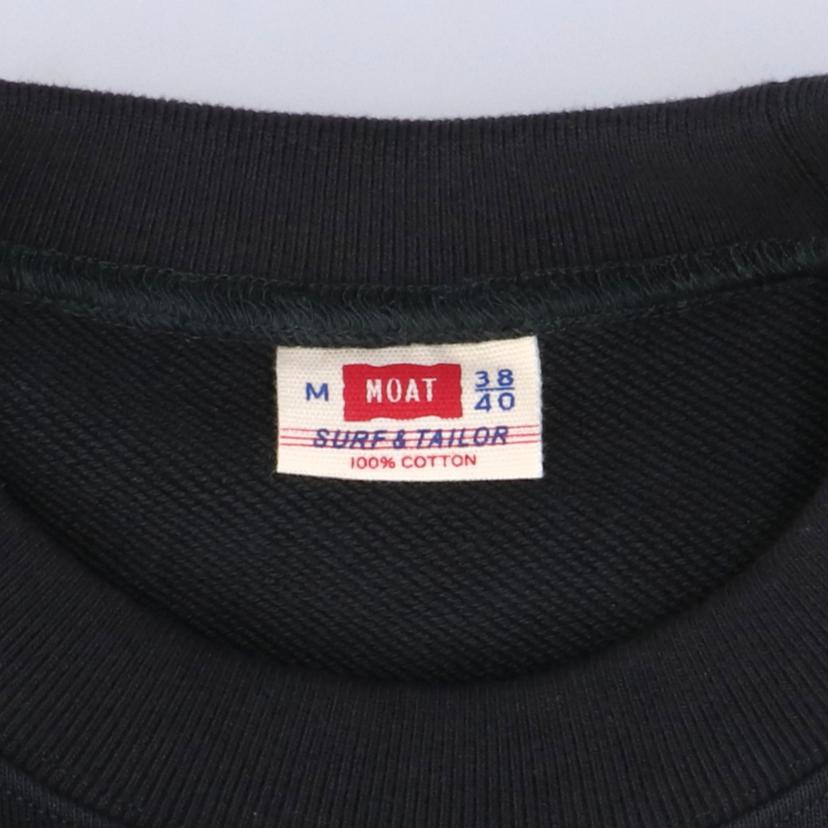 M MOAT 38/40
SURF & TAILOR
100% COTTON